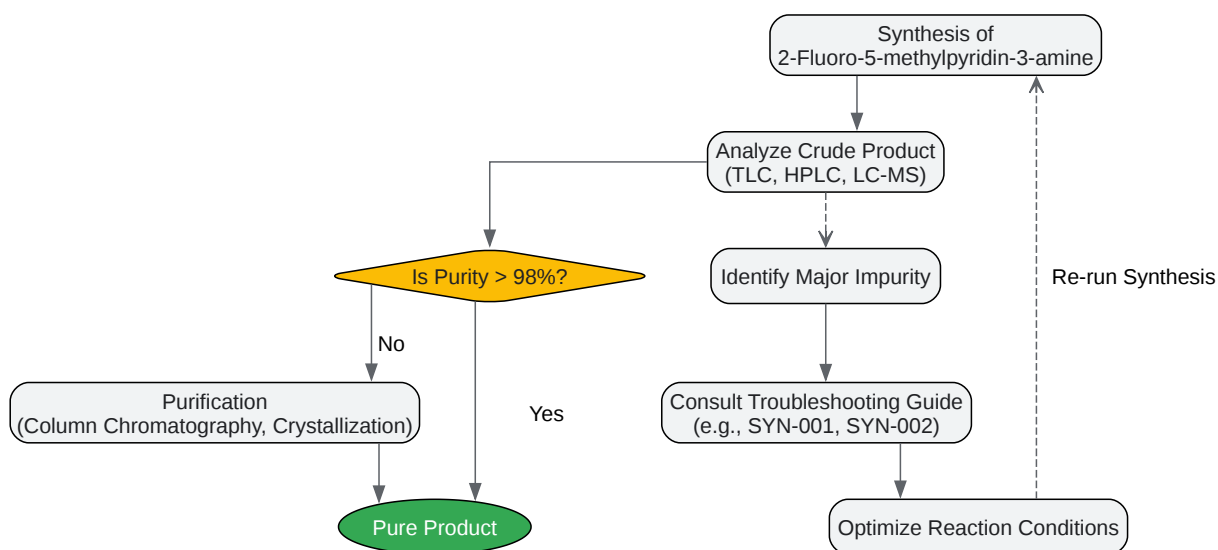 Synthesis of
2-Fluoro-5-methylpyridin-3-amine
Analyze Crude Product
(TLC, HPLC, LC-MS)
Is Purity > 98%?
Identify Major Impurity
Re-run Synthesis
No
Purification
(Column Chromatography, Crystallization)
Yes
Consult Troubleshooting Guide
(e.g., SYN-001, SYN-002)
Pure Product
Optimize Reaction Conditions